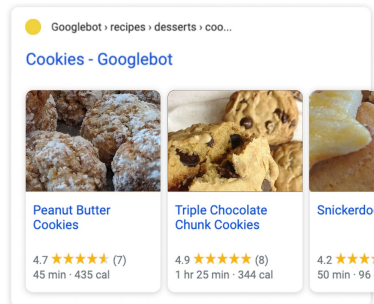 Googlebot › recipes › desserts › coo...
Cookies - Googlebot
Peanut Butter
Cookies
4.7 ★★★★★ (7)
45 min · 435 cal
Triple Chocolate
Chunk Cookies
4.9 ★★★★★ (8)
1 hr 25 min · 344 cal
Snickerdo
4.2 ★★★
50 min · 96